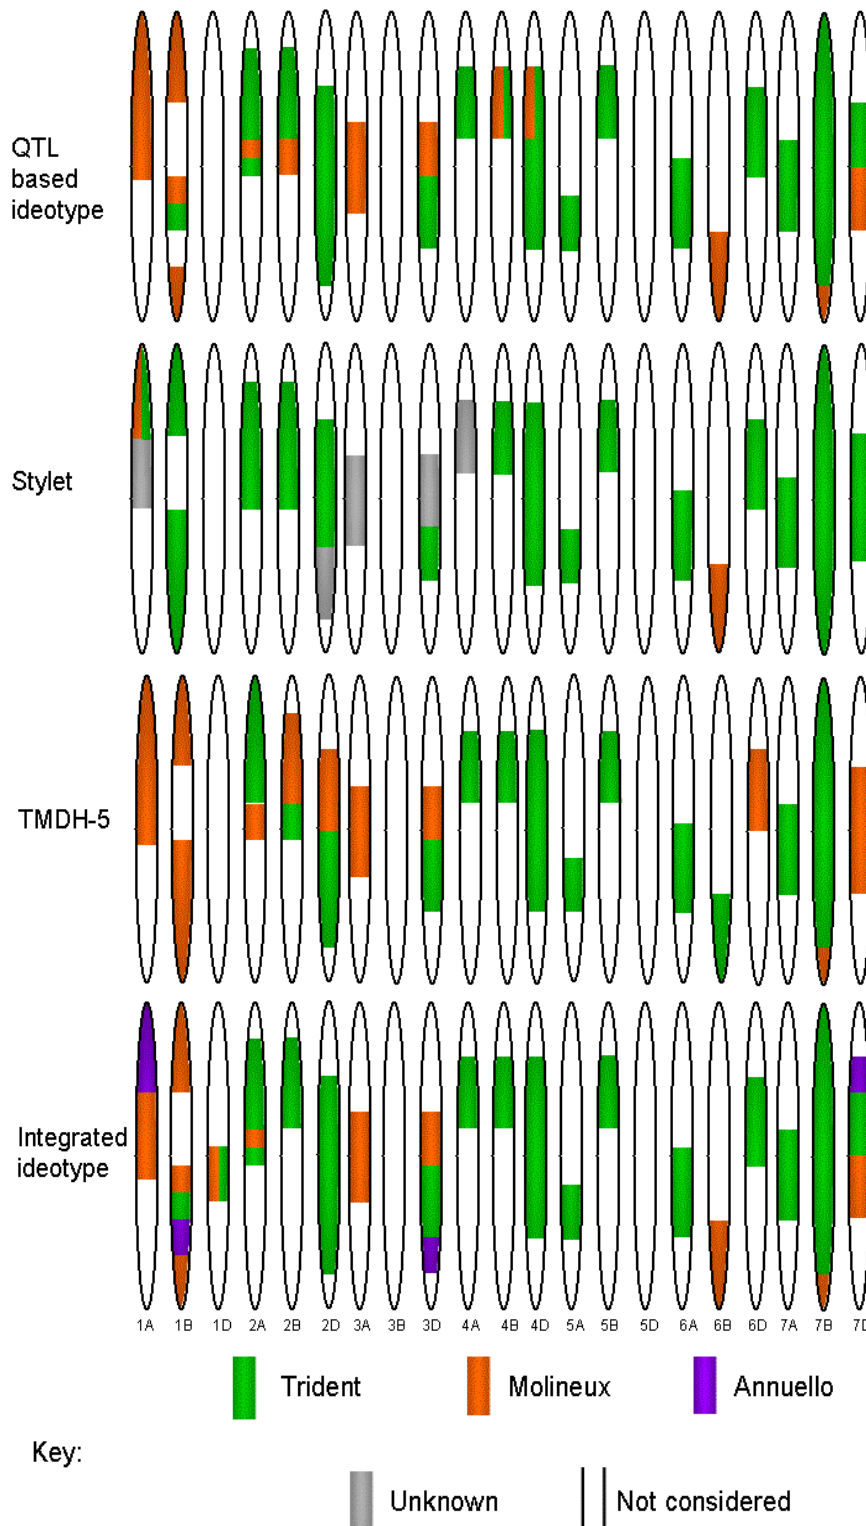 QTL
based
ideotype
Stylet
TMDH-5
Integrated
ideotype
1A 1B 1D 2A 2B 2D 3A 3B 3D 4A 4B 4D 5A 5B 5D 6A 6B 6D 7A 7B 7D
Trident Molineux Annuello
Key:
Unknown Not considered